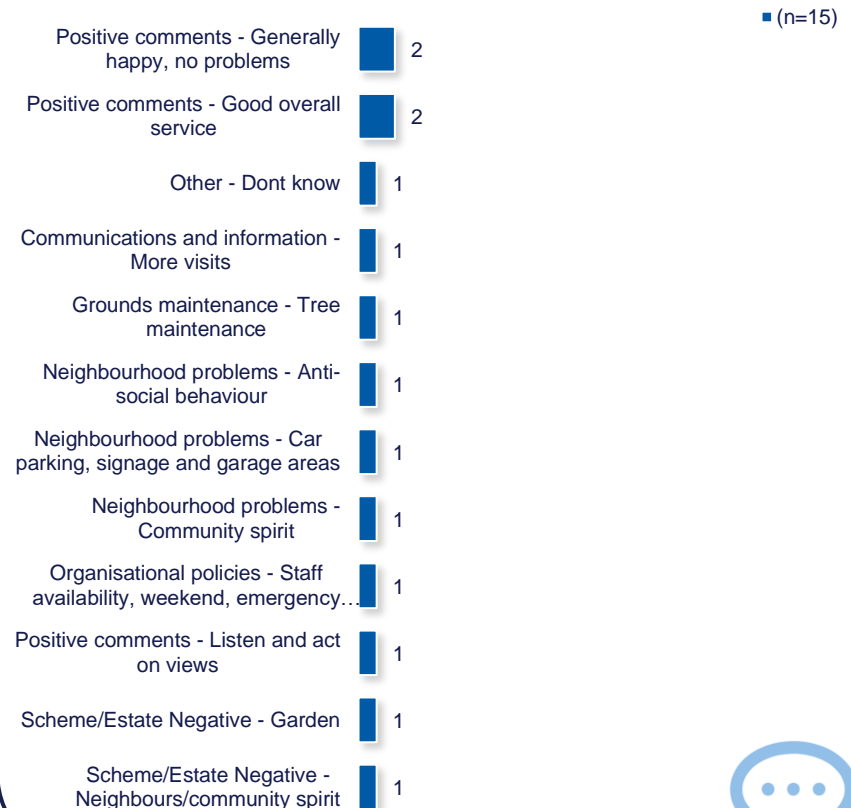 (n=15)
Positive comments - Generally
happy, no problems
2
Positive comments - Good overall
service
2
Other - Dont know
1
Communications and information -
More visits
1
Grounds maintenance - Tree
maintenance
1
Neighbourhood problems - Anti-
social behaviour
1
Neighbourhood problems - Car
parking, signage and garage areas
1
Neighbourhood problems -
Community spirit
1
Organisational policies - Staff
availability, weekend, emergency…
1
Positive comments - Listen and act
on views
1
Scheme/Estate Negative - Garden
1
Scheme/Estate Negative -
Neighbours/community spirit
1